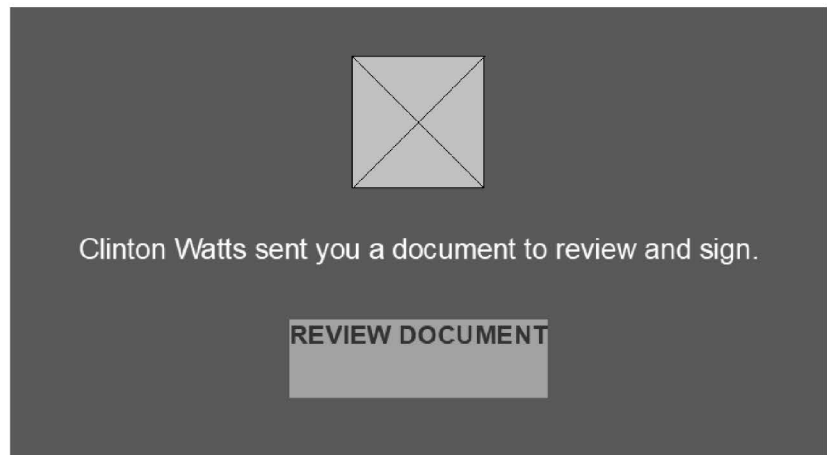 Clinton Watts sent you a document to review and sign.
REVIEW DOCUMENT